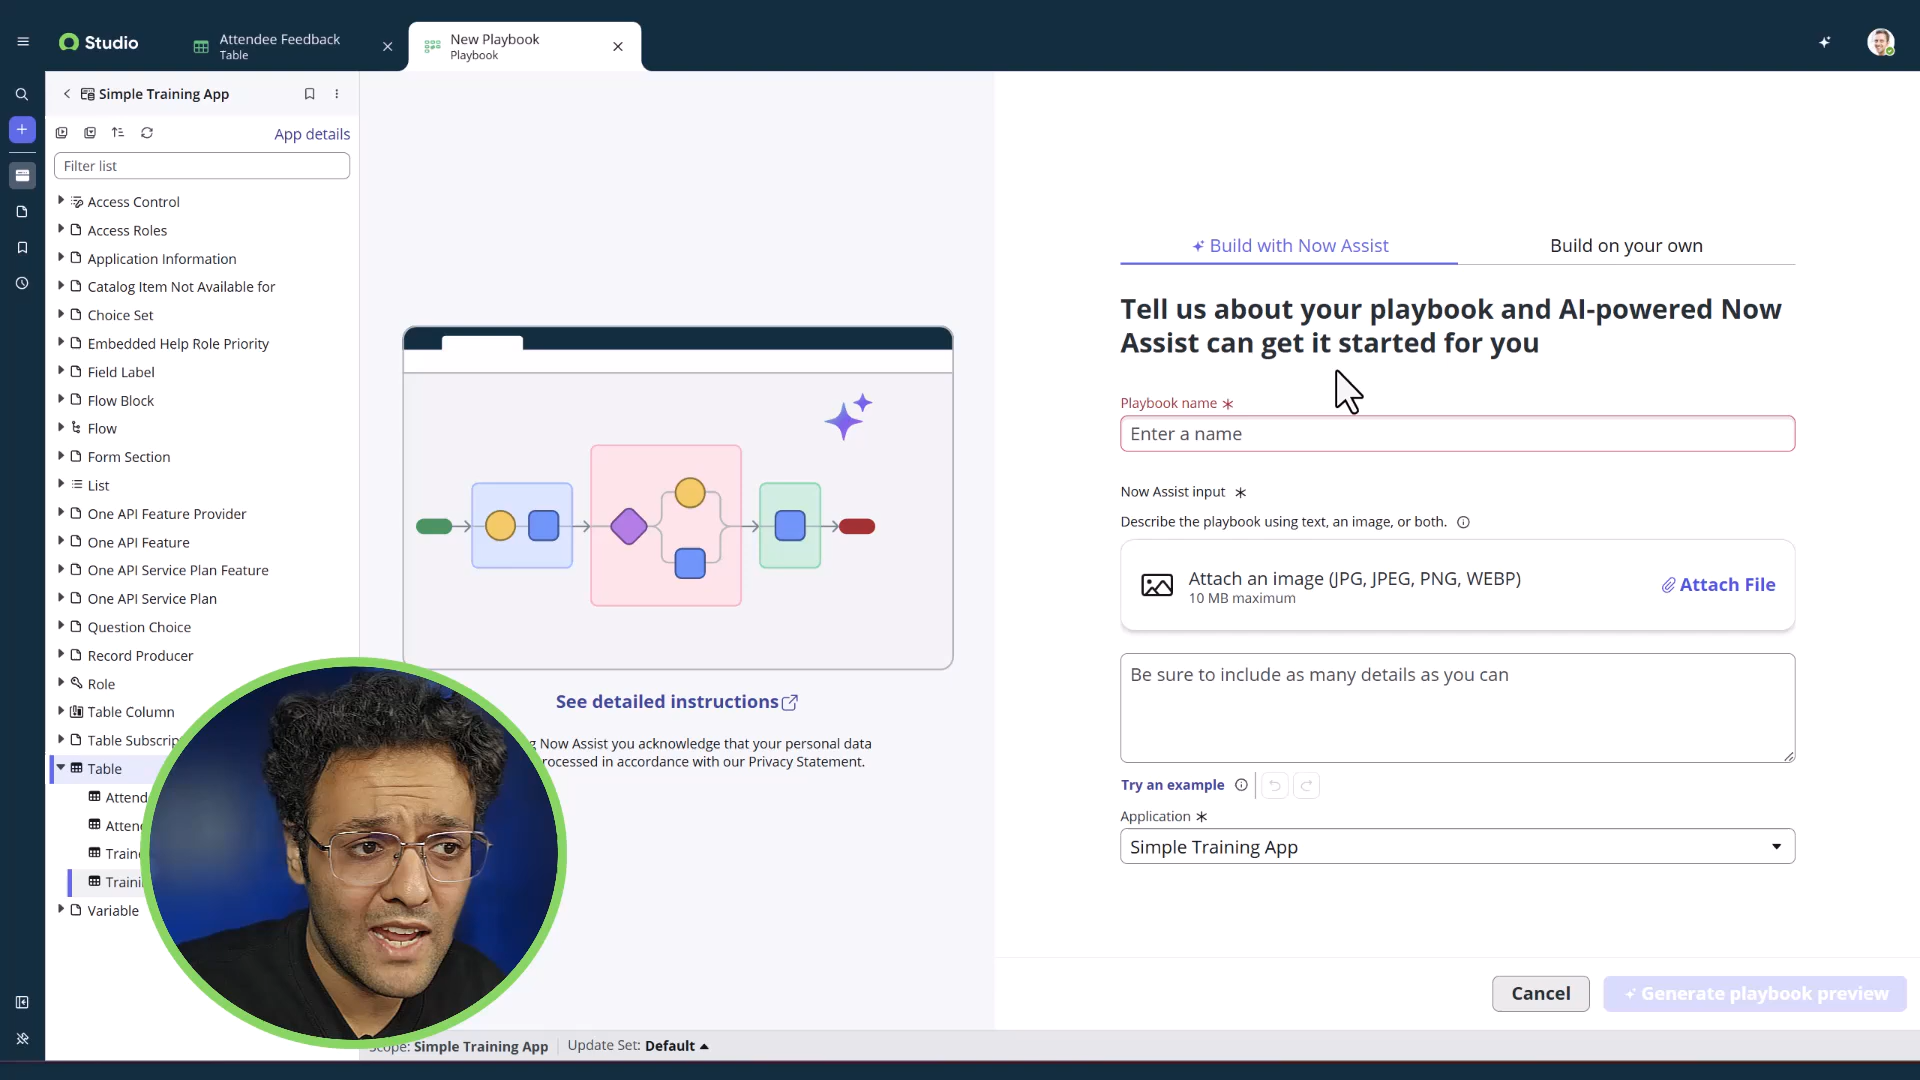 Studio
Attendee Feedback
Table
New Playbook
Playbook
Simple Training App
App details
Filter list
Access Control
Access Roles
Application Information
Catalog Item Not Available for
Choice Set
Embedded Help Role Priority
Field Label
Flow Block
Flow
Form Section
List
One API Feature Provider
One API Feature
One API Service Plan Feature
One API Service Plan
Question Choice
Record Producer
Role
Table Column
Table
Variable
See detailed instructions
Now Assist you acknowledge that your personal data
in accordance with our Privacy Statement.
Build with Now Assist
Build on your own
Tell us about your playbook and AI-powered Now
Assist can get it started for you
Playbook name *
Enter a name
Now Assist input *
Describe the playbook using text, an image, or both.
Attach an image (JPG, JPEG, PNG, WEBP)
10 MB maximum
Attach File
Be sure to include as many details as you can
Try an example
Application *
Simple Training App
Cancel
Generate playbook preview
Scope: Simple Training App
Update Set: Default